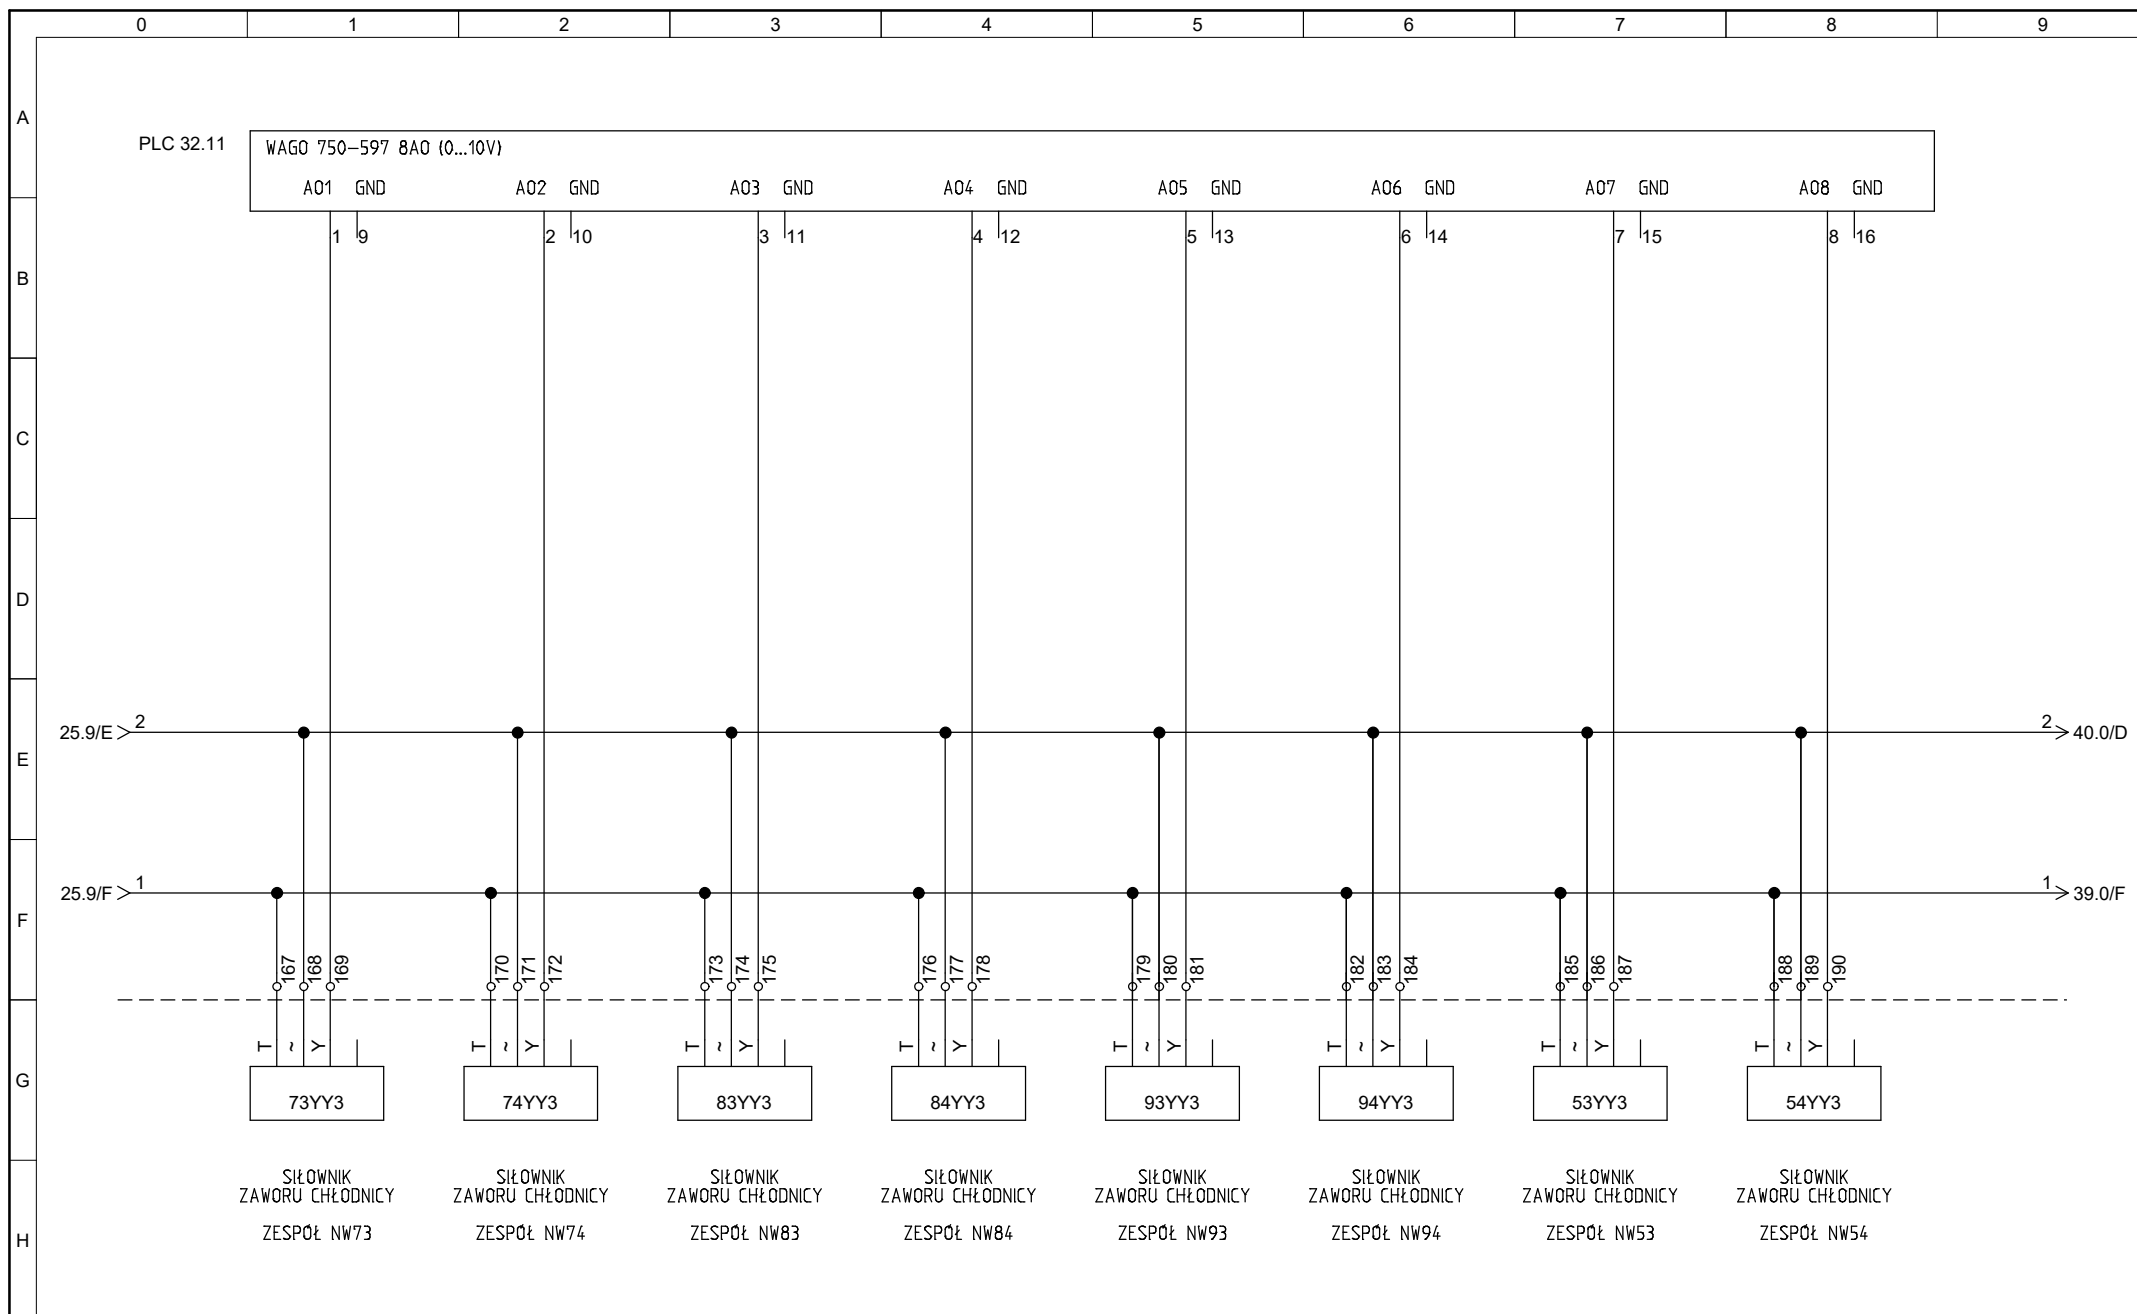 0 1 2 3 4 5 6 7 8 9
A
PLC 32.11
WAGO 750-597 8AO (0...10V)
AO1 GND AO2 GND AO3 GND AO4 GND AO5 GND AO6 GND AO7 GND AO8 GND
1 9 2 10 3 11 4 12 5 13 6 14 7 15 8 16
B
C
D
25.9/E 2 2 40.0/D
E
25.9/F 1 1 39.0/F
F
167 168 169 170 171 172 173 174 175 176 177 178 179 180 181 182 183 184 185 186 187 188 189 190
T ~ Y T ~ Y T ~ Y T ~ Y T ~ Y T ~ Y T ~ Y T ~ Y
G
73YY3 74YY3 83YY3 84YY3 93YY3 94YY3 53YY3 54YY3
SIŁOWNIK SIŁOWNIK SIŁOWNIK SIŁOWNIK SIŁOWNIK SIŁOWNIK SIŁOWNIK SIŁOWNIK
ZAWORU CHŁODNICY ZAWORU CHŁODNICY ZAWORU CHŁODNICY ZAWORU CHŁODNICY ZAWORU CHŁODNICY ZAWORU CHŁODNICY ZAWORU CHŁODNICY ZAWORU CHŁODNICY
ZESPÓŁ NW73 ZESPÓŁ NW74 ZESPÓŁ NW83 ZESPÓŁ NW84 ZESPÓŁ NW93 ZESPÓŁ NW94 ZESPÓŁ NW53 ZESPÓŁ NW54
H